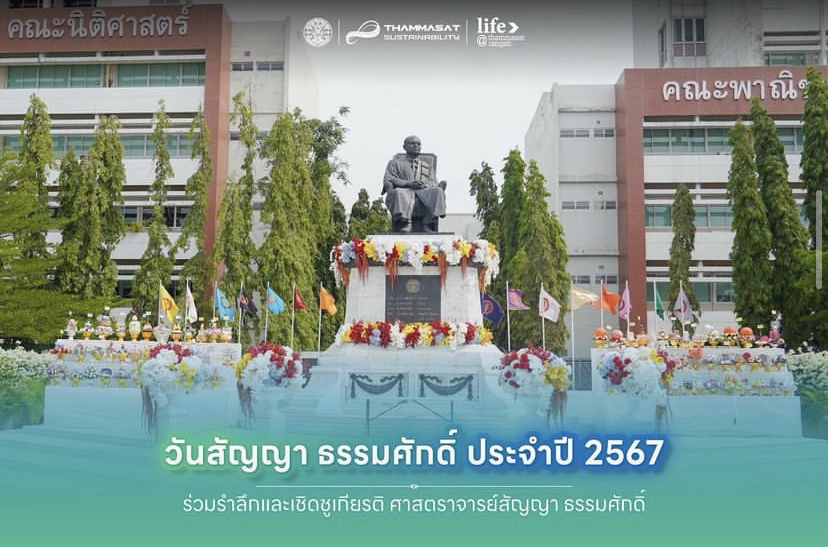 คณะนิติศาสตร์
THAMMASAT
SUSTAINABILITY
life
@thammasat
rangsit
คณะพาณิช
วันสัญญา ธรรมศักดิ์ ประจำปี 2567
ร่วมรำลึกและเชิดชูเกียรติ ศาสตราจารย์สัญญา ธรรมศักดิ์